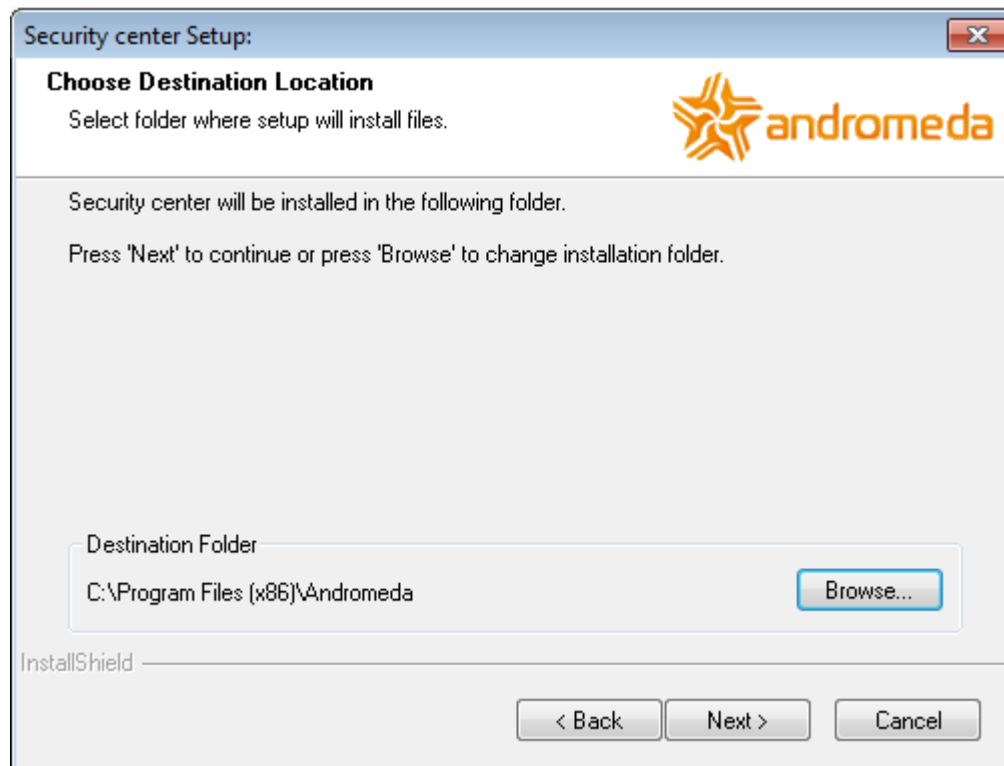 Security center Setup:
Choose Destination Location
Select folder where setup will install files.
andromeda
Security center will be installed in the following folder.
Press 'Next' to continue or press 'Browse' to change installation folder.
Destination Folder
C:\Program Files (x86)\Andromeda
Browse...
InstallShield
< Back
Next >
Cancel